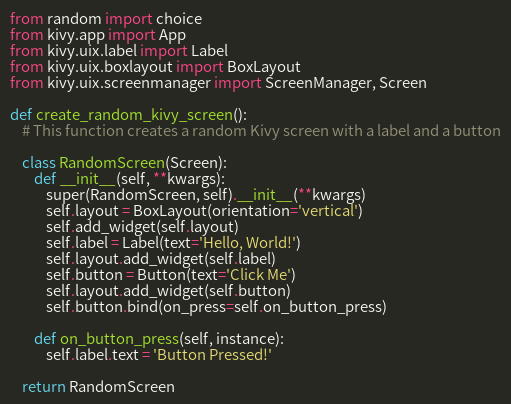 from random import choice
from kivy.app import App
from kivy.uix.label import Label
from kivy.uix.boxlayout import BoxLayout
from kivy.uix.screenmanager import ScreenManager, Screen

def create_random_kivy_screen():
    # This function creates a random Kivy screen with a label and a button

    class RandomScreen(Screen):
        def __init__(self, **kwargs):
            super(RandomScreen, self).__init__(**kwargs)
            self.layout = BoxLayout(orientation='vertical')
            self.add_widget(self.layout)
            self.label = Label(text='Hello, World!')
            self.layout.add_widget(self.label)
            self.button = Button(text='Click Me')
            self.layout.add_widget(self.button)
            self.button.bind(on_press=self.on_button_press)

        def on_button_press(self, instance):
            self.label.text = 'Button Pressed!'

    return RandomScreen